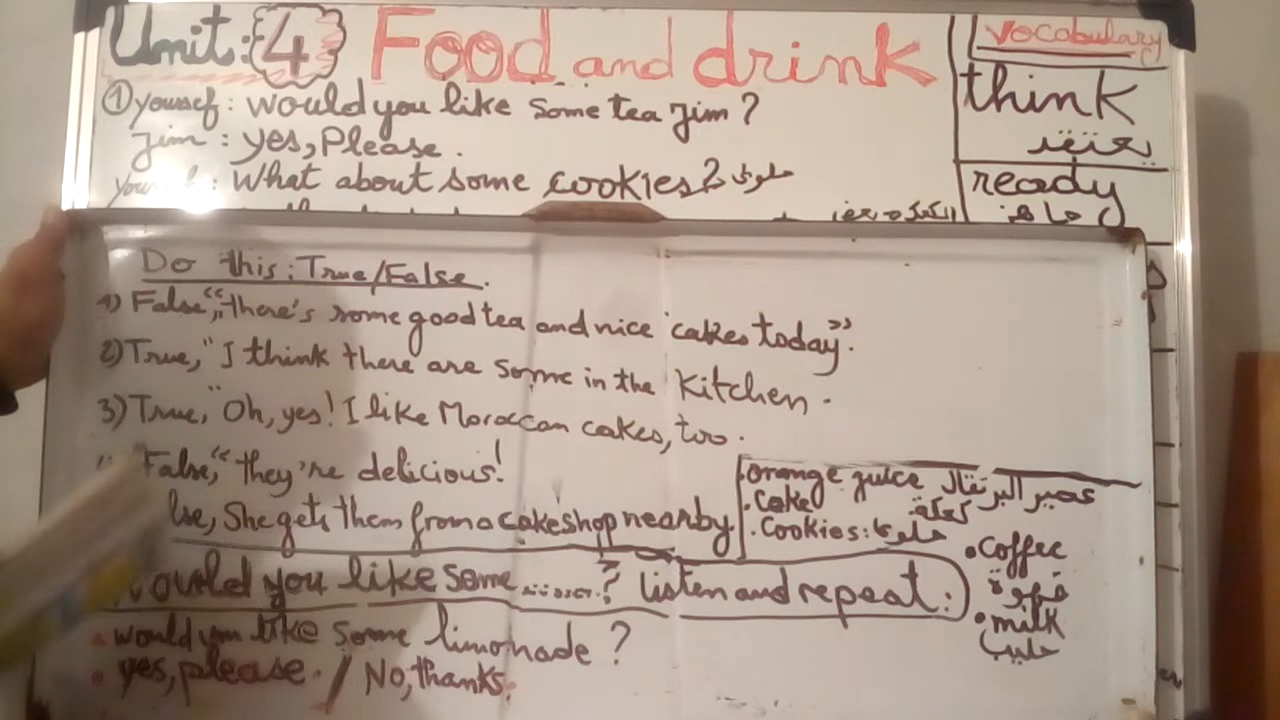 Unit: 4 Food and drink
① Youssef: would you like some tea Jim?
Jim: yes, Please.
What about some cookies? حلوى
vocabulary
think
يعتقد
ready
جاهز
Do this: True/False.
1) False, "there's some good tea and nice cakes today".
2) True, "I think there are some in the Kitchen.
3) True, "Oh, yes! I like Moroccan cakes, too.
False, "they're delicious!
lse, She gets them from a cakeshop nearby
orange juice عصير البرتقال
. Cake كعكة
. Cookies: حلوى
• Coffee
قهوة
• milk
حليب
would you like some ......? listen and repeat:
would you like some limonade?
• yes, please. / No, thanks.